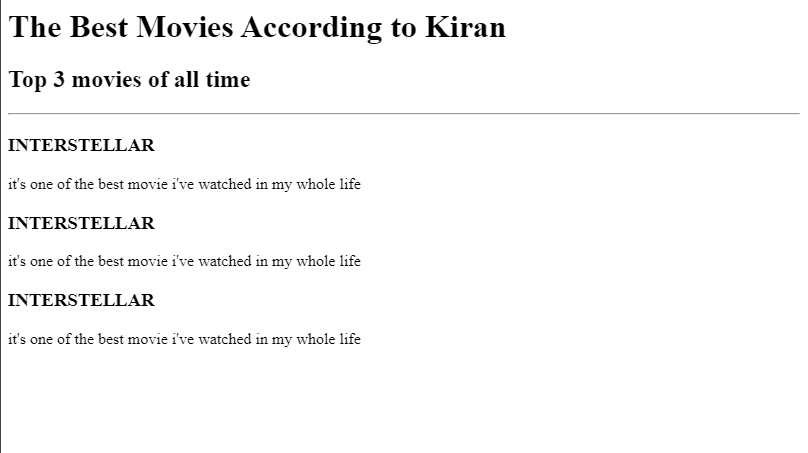 The Best Movies According to Kiran
Top 3 movies of all time
INTERSTELLAR
it's one of the best movie i've watched in my whole life
INTERSTELLAR
it's one of the best movie i've watched in my whole life
INTERSTELLAR
it's one of the best movie i've watched in my whole life